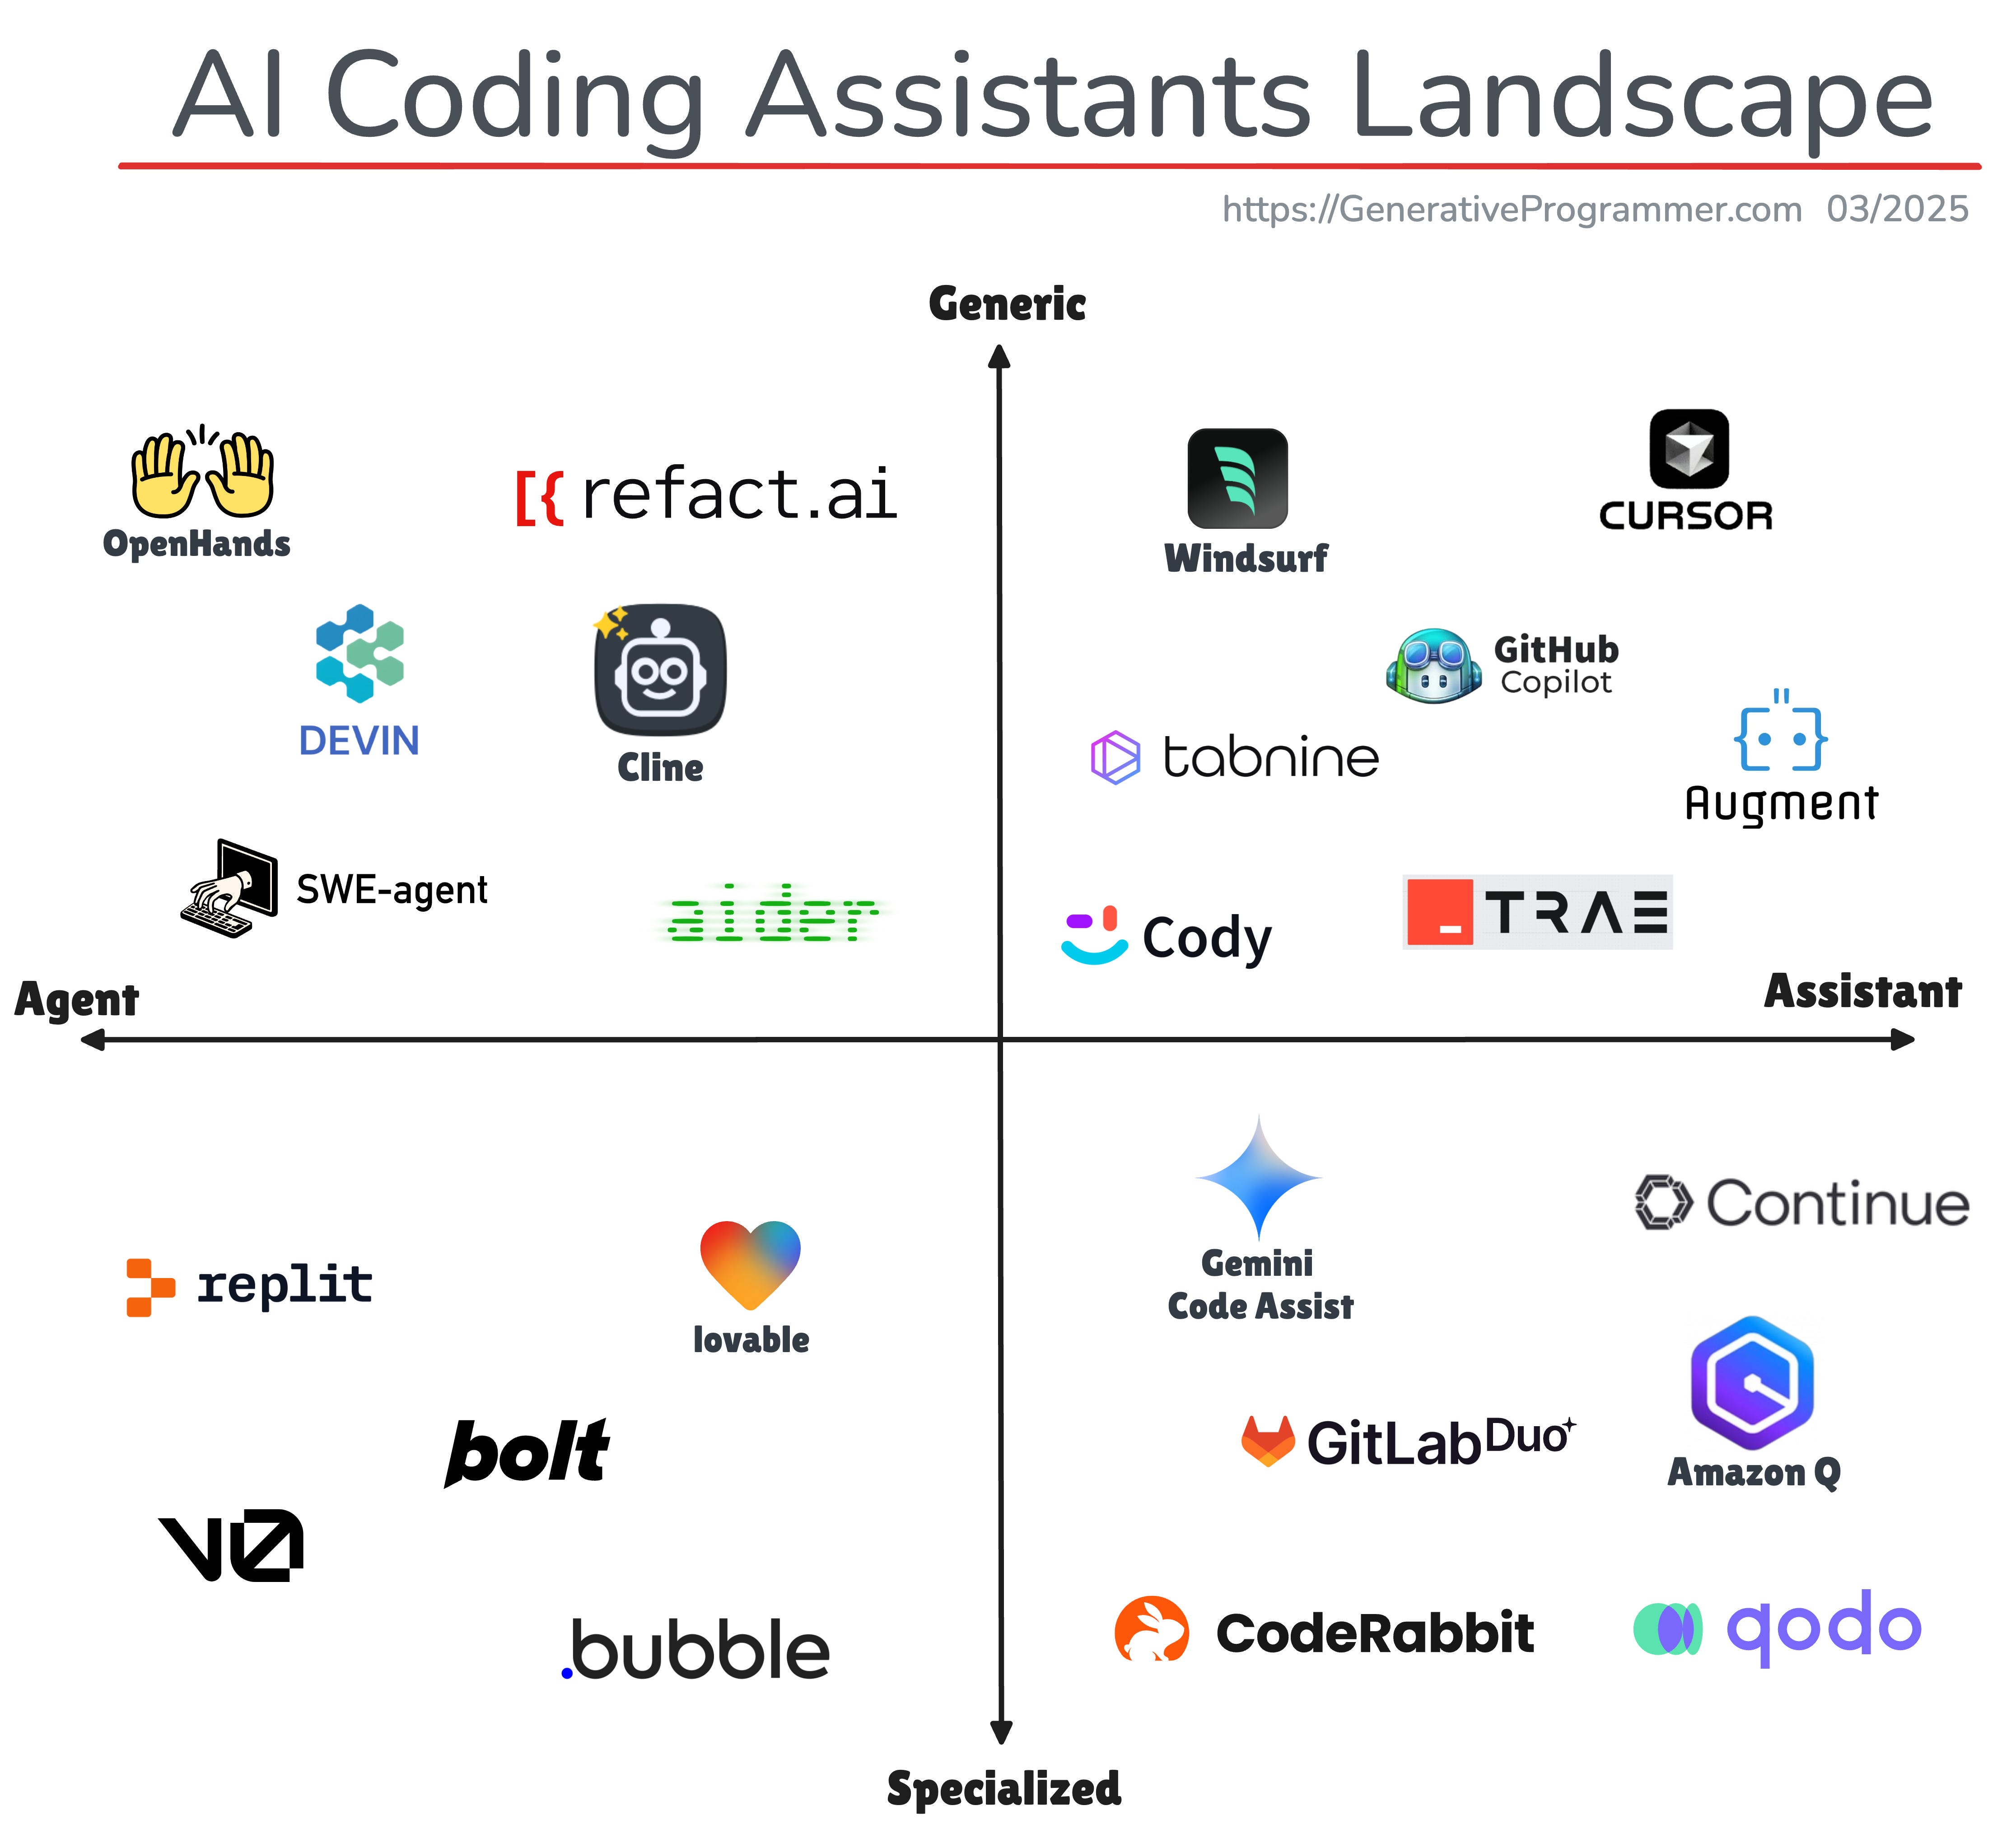 AI Coding Assistants Landscape
https://GenerativeProgrammer.com 03/2025
Generic
OpenHands
[{ refact.ai
Windsurf
CURSOR
DEVIN
Cline
GitHub
Copilot
tabnine
Augment
SWE-agent
aider
Cody
TRAE
Agent
Assistant
replit
lovable
Gemini
Code Assist
Continue
bolt
GitLab Duo
Amazon Q
v0
.bubble
CodeRabbit
qodo
Specialized